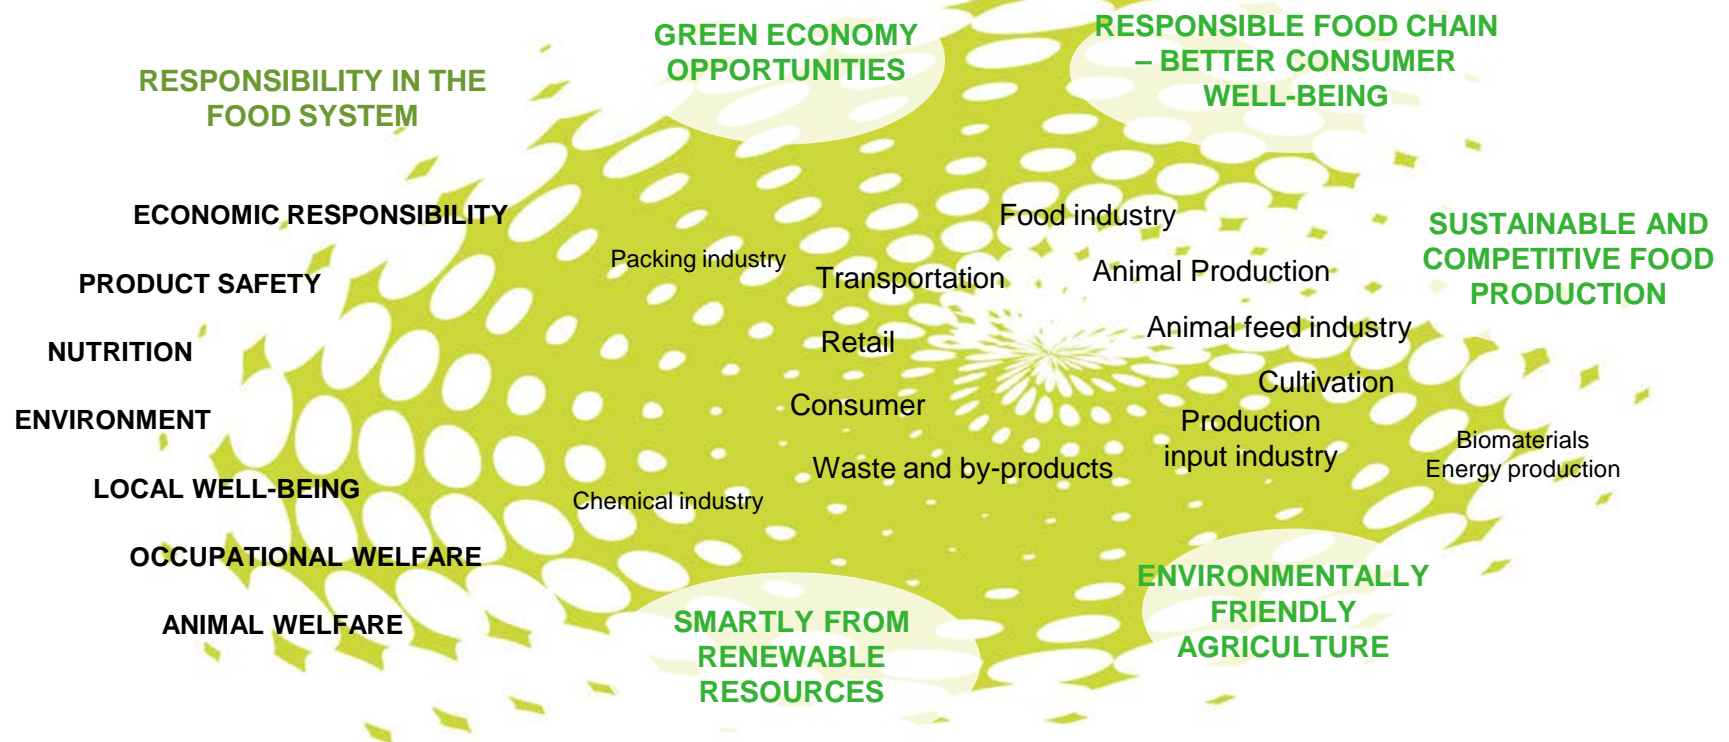 GREEN ECONOMY
OPPORTUNITIES
RESPONSIBLE FOOD CHAIN
– BETTER CONSUMER
WELL-BEING
RESPONSIBILITY IN THE
FOOD SYSTEM
ECONOMIC RESPONSIBILITY
PRODUCT SAFETY
NUTRITION
ENVIRONMENT
LOCAL WELL-BEING
OCCUPATIONAL WELFARE
ANIMAL WELFARE
Food industry
Packing industry
Transportation
Animal Production
Retail
Animal feed industry
Consumer
Cultivation
Production
input industry
Waste and by-products
Chemical industry
SUSTAINABLE AND
COMPETITIVE FOOD
PRODUCTION
Biomaterials
Energy production
SMARTLY FROM
RENEWABLE
RESOURCES
ENVIRONMENTALLY
FRIENDLY
AGRICULTURE